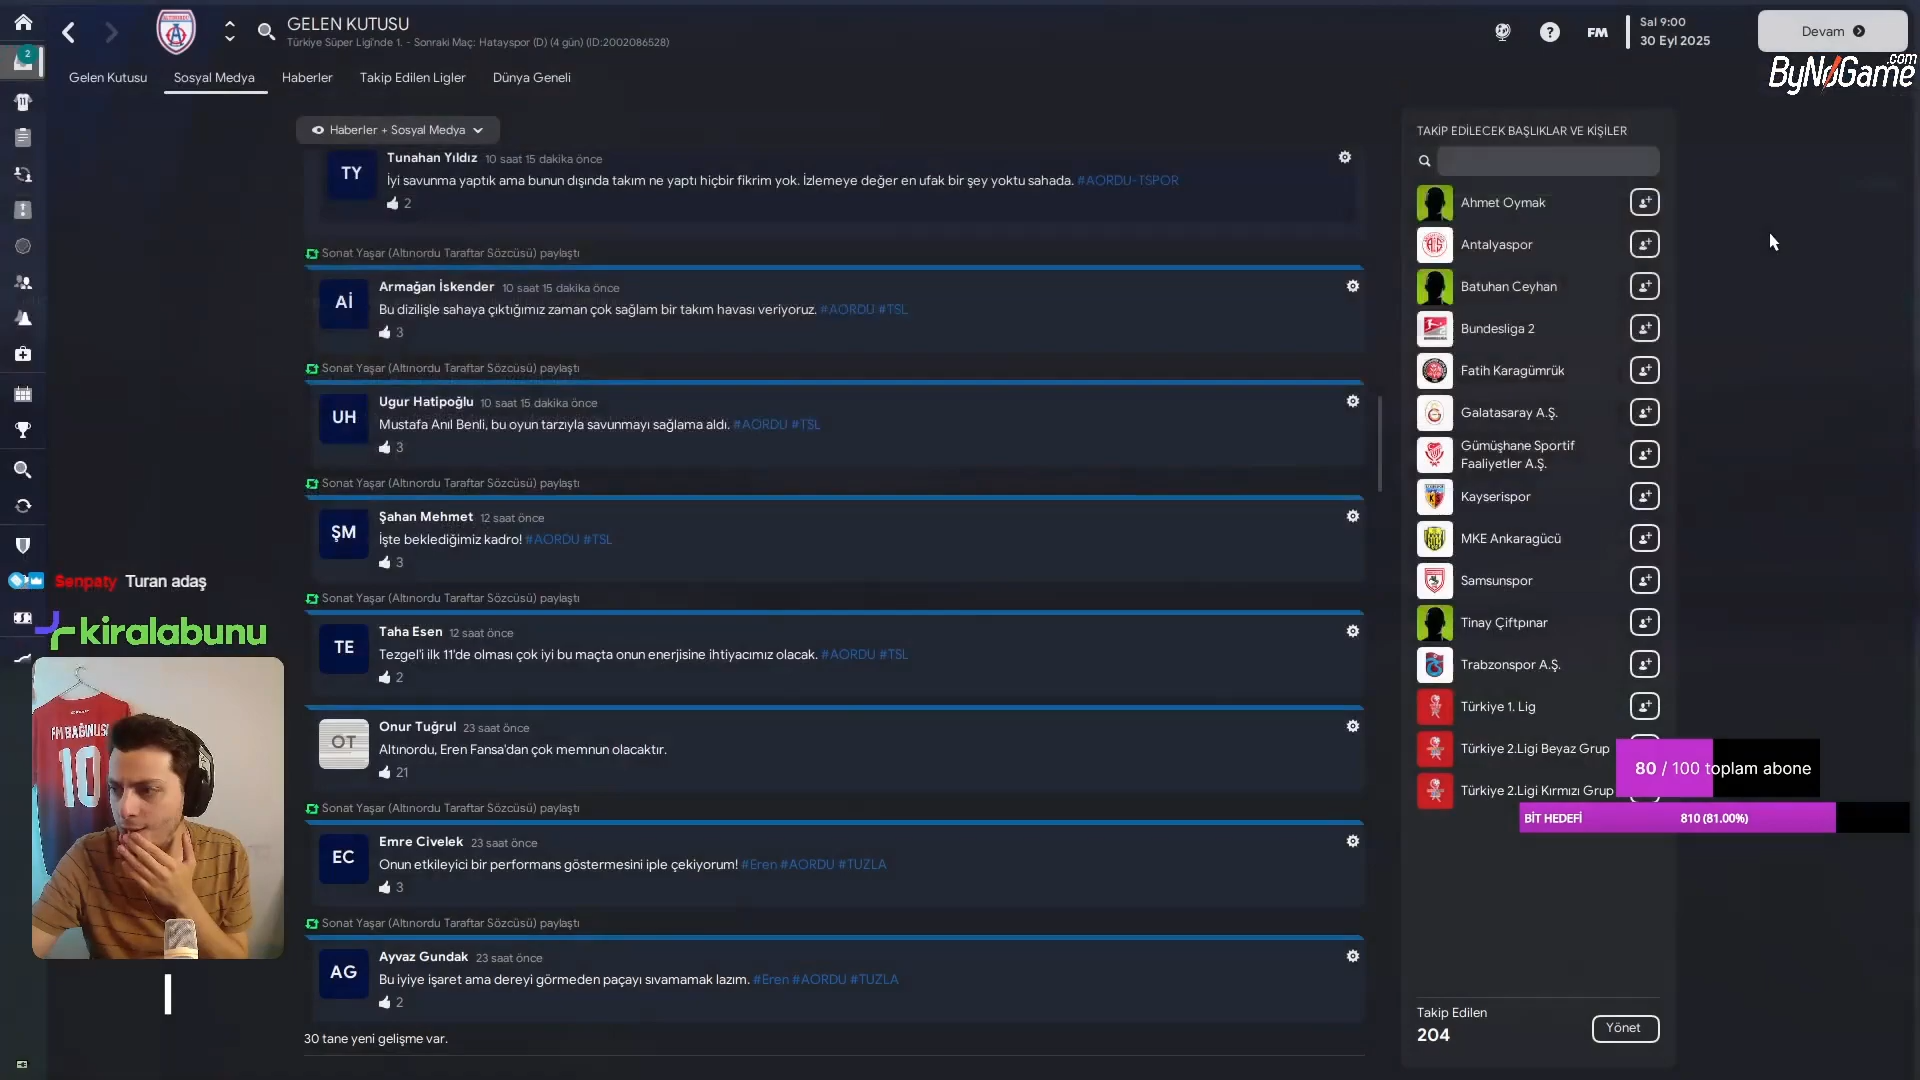 GELEN KUTUSU
Türkiye Süper Ligi'nde 1. - Sonraki Maç: Hatayspor (D) (4 gün) (ID:2002086528)
FM
Sal 9:00
30 Eyl 2025
Devam
ByNoGame.com
2
Gelen Kutusu
Sosyal Medya
Haberler
Takip Edilen Ligler
Dünya Geneli
Haberler + Sosyal Medya
TY
Tunahan Yıldız 10 saat 15 dakika önce
İyi savunma yaptık ama bunun dışında takım ne yaptı hiçbir fikrim yok. İzlemeye değer en ufak bir şey yoktu sahada. #AORDU-TSPOR
2
Sonat Yaşar (Altınordu Taraftar Sözcüsü) paylaştı
Aİ
Armağan İskender 10 saat 15 dakika önce
Bu dizilişle sahaya çıktığımız zaman çok sağlam bir takım havası veriyoruz. #AORDU #TSL
3
Sonat Yaşar (Altınordu Taraftar Sözcüsü) paylaştı
UH
Ugur Hatipoğlu 10 saat 15 dakika önce
Mustafa Anıl Benli, bu oyun tarzıyla savunmayı sağlama aldı. #AORDU #TSL
3
Sonat Yaşar (Altınordu Taraftar Sözcüsü) paylaştı
ŞM
Şahan Mehmet 12 saat önce
İşte beklediğimiz kadro! #AORDU #TSL
3
Sonat Yaşar (Altınordu Taraftar Sözcüsü) paylaştı
TE
Taha Esen 12 saat önce
Tezgel'i ilk 11'de olması çok iyi bu maçta onun enerjisine ihtiyacımız olacak. #AORDU #TSL
2
OT
Onur Tuğrul 23 saat önce
Altınordu, Eren Fansa'dan çok memnun olacaktır.
21
Sonat Yaşar (Altınordu Taraftar Sözcüsü) paylaştı
EC
Emre Civelek 23 saat önce
Onun etkileyici bir performans göstermesini iple çekiyorum! #Eren #AORDU #TUZLA
3
Sonat Yaşar (Altınordu Taraftar Sözcüsü) paylaştı
AG
Ayvaz Gundak 23 saat önce
Bu iyiye işaret ama dereyi görmeden paçayı sıvamamak lazım. #Eren #AORDU #TUZLA
2
30 tane yeni gelişme var.
TAKİP EDİLECEK BAŞLIKLAR VE KİŞİLER
Ahmet Oymak
Antalyaspor
Batuhan Ceyhan
Bundesliga 2
Fatih Karagümrük
Galatasaray A.Ş.
Gümüşhane Sportif
Faaliyetler A.Ş.
Kayserispor
MKE Ankaragücü
Samsunspor
Tinay Çiftpınar
Trabzonspor A.Ş.
Türkiye 1. Lig
Türkiye 2.Ligi Beyaz Grup
Türkiye 2.Ligi Kırmızı Grup
80 / 100 toplam abone
BİT HEDEFİ 810 (81.00%)
Takip Edilen
204
Yönet
Senpaty Turan adaş
kiralabunu
FM BAĞIMLISI
10